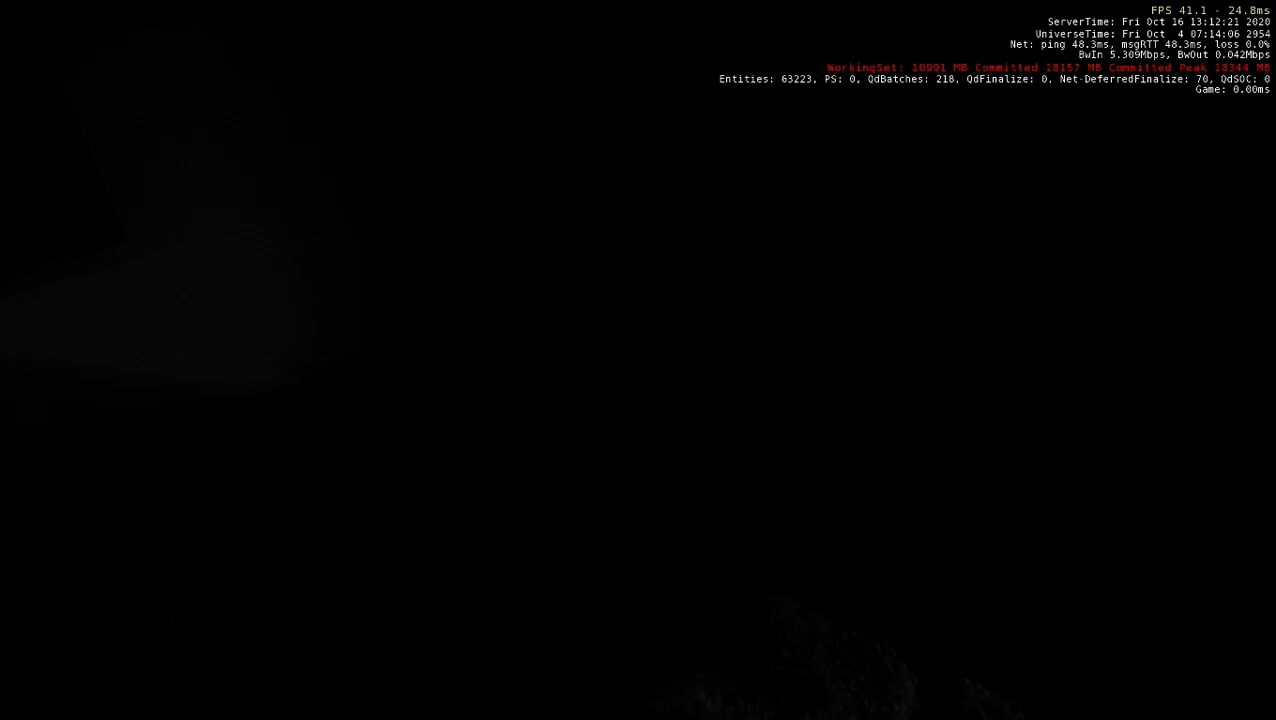 FPS 41.1 - 24.8ms
ServerTime: Fri Oct 16 13:12:21 2020
UniverseTime: Fri Oct  4 07:14:06 2954
Net: ping 48.3ms, msgRTT 48.3ms, loss 0.0%
BwIn 5.309Mbps, BwOut 0.042Mbps
WorkingSet: 10991 MB Committed 18157 MB Committed Peak 18344 MB
Entities: 63223, PS: 0, QdBatches: 218, QdFinalize: 0, Net-DeferredFinalize: 70, QdSOC: 0
Game: 0.00ms